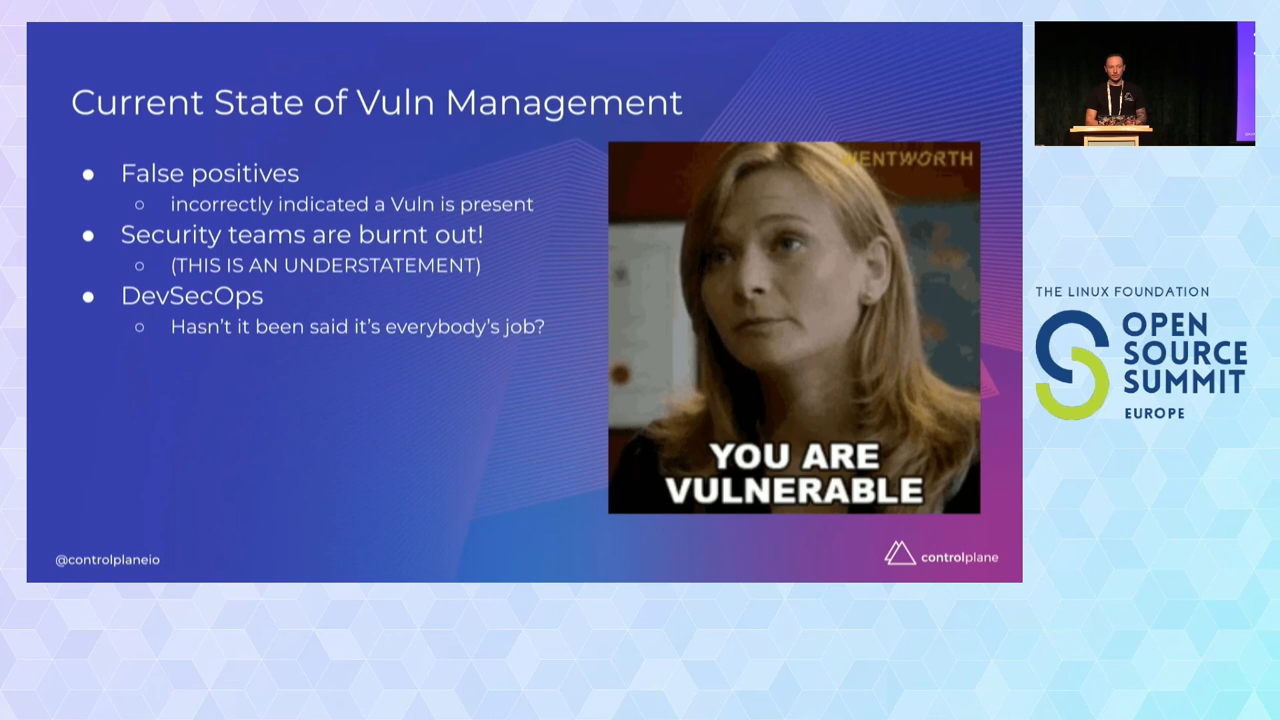 Current State of Vuln Management
● False positives
○ incorrectly indicated a Vuln is present
● Security teams are burnt out!
○ (THIS IS AN UNDERSTATEMENT)
● DevSecOps
○ Hasn't it been said it's everybody's job?
WENTWORTH
YOU ARE
VULNERABLE
@controlplaneio
controlplane
THE LINUX FOUNDATION
OPEN
SOURCE
SUMMIT
EUROPE